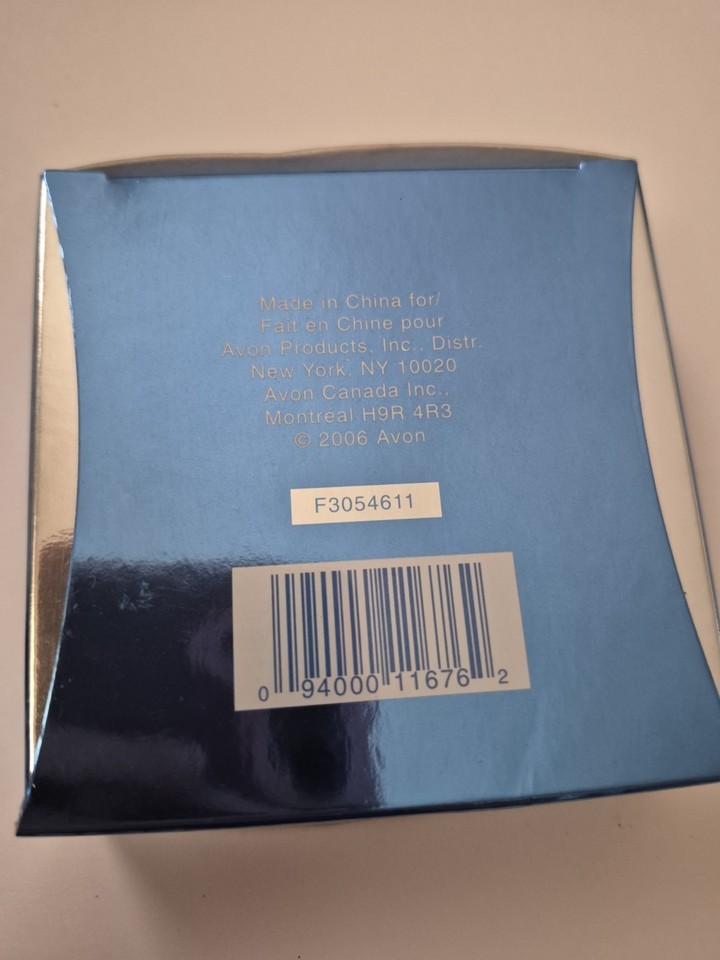 Made in China for/
Fait en Chine pour
Avon Products, Inc., Distr.
New York, NY 10020
Avon Canada Inc.,
Montréal H9R 4R3
© 2006 Avon
F3054611
0 94000 11676 2